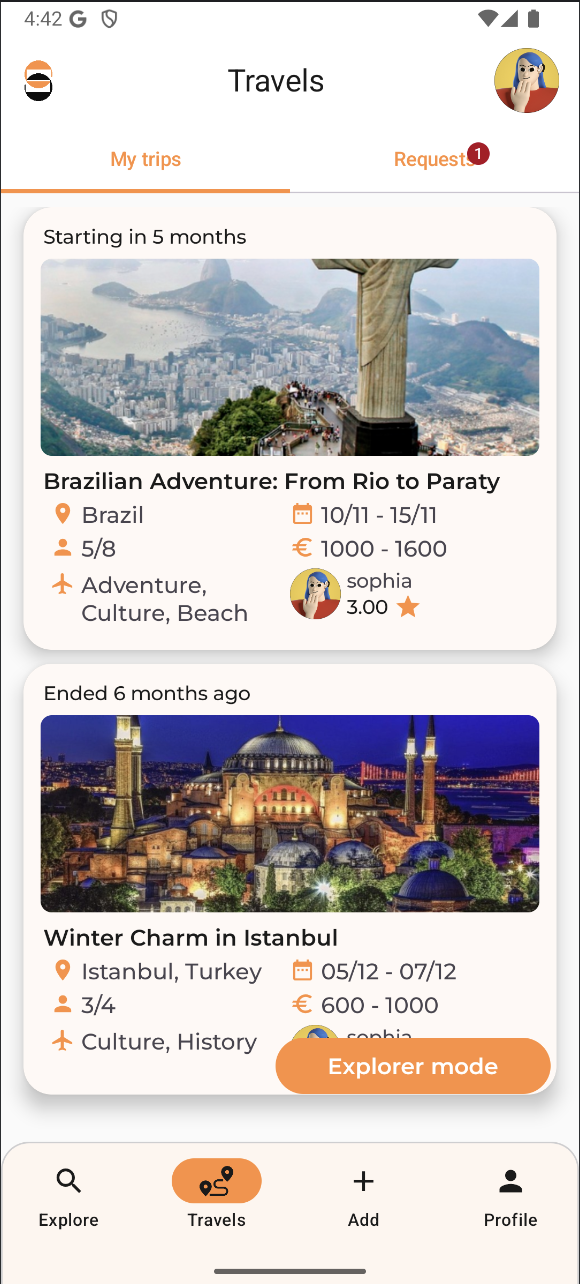 4:42
Travels
My trips
Requests 1
Starting in 5 months
Brazilian Adventure: From Rio to Paraty
Brazil
10/11 - 15/11
5/8
1000 - 1600
Adventure,
Culture, Beach
sophia
3.00
Ended 6 months ago
Winter Charm in Istanbul
Istanbul, Turkey
05/12 - 07/12
3/4
600 - 1000
Culture, History
sophia
Explorer mode
Explore
Travels
Add
Profile